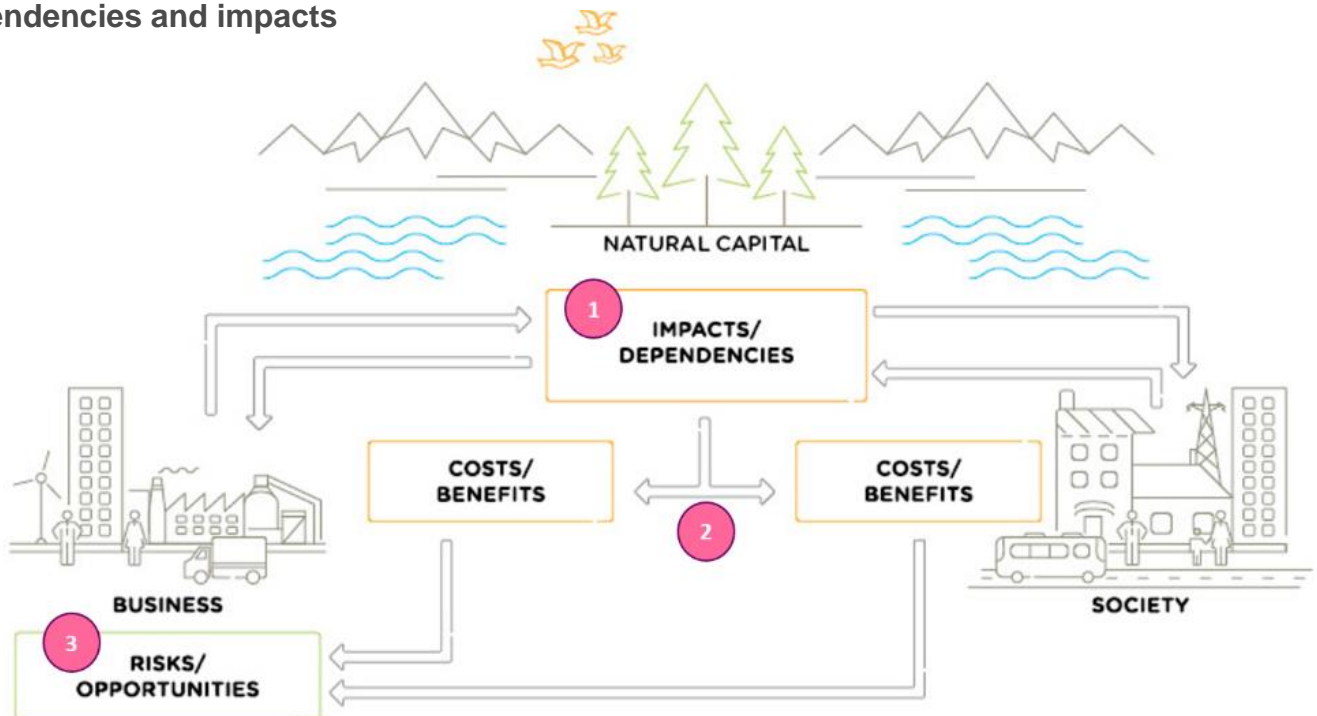 endencies and impacts
NATURAL CAPITAL
1
IMPACTS/
DEPENDENCIES
COSTS/
BENEFITS
COSTS/
BENEFITS
2
BUSINESS
SOCIETY
3
RISKS/
OPPORTUNITIES